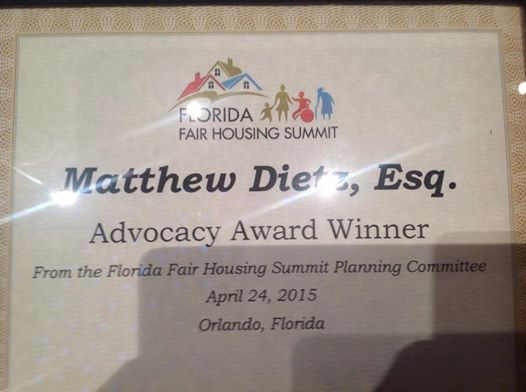 FLORIDA
FAIR HOUSING SUMMIT
Matthew Dietz, Esq.
Advocacy Award Winner
From the Florida Fair Housing Summit Planning Committee
April 24, 2015
Orlando, Florida